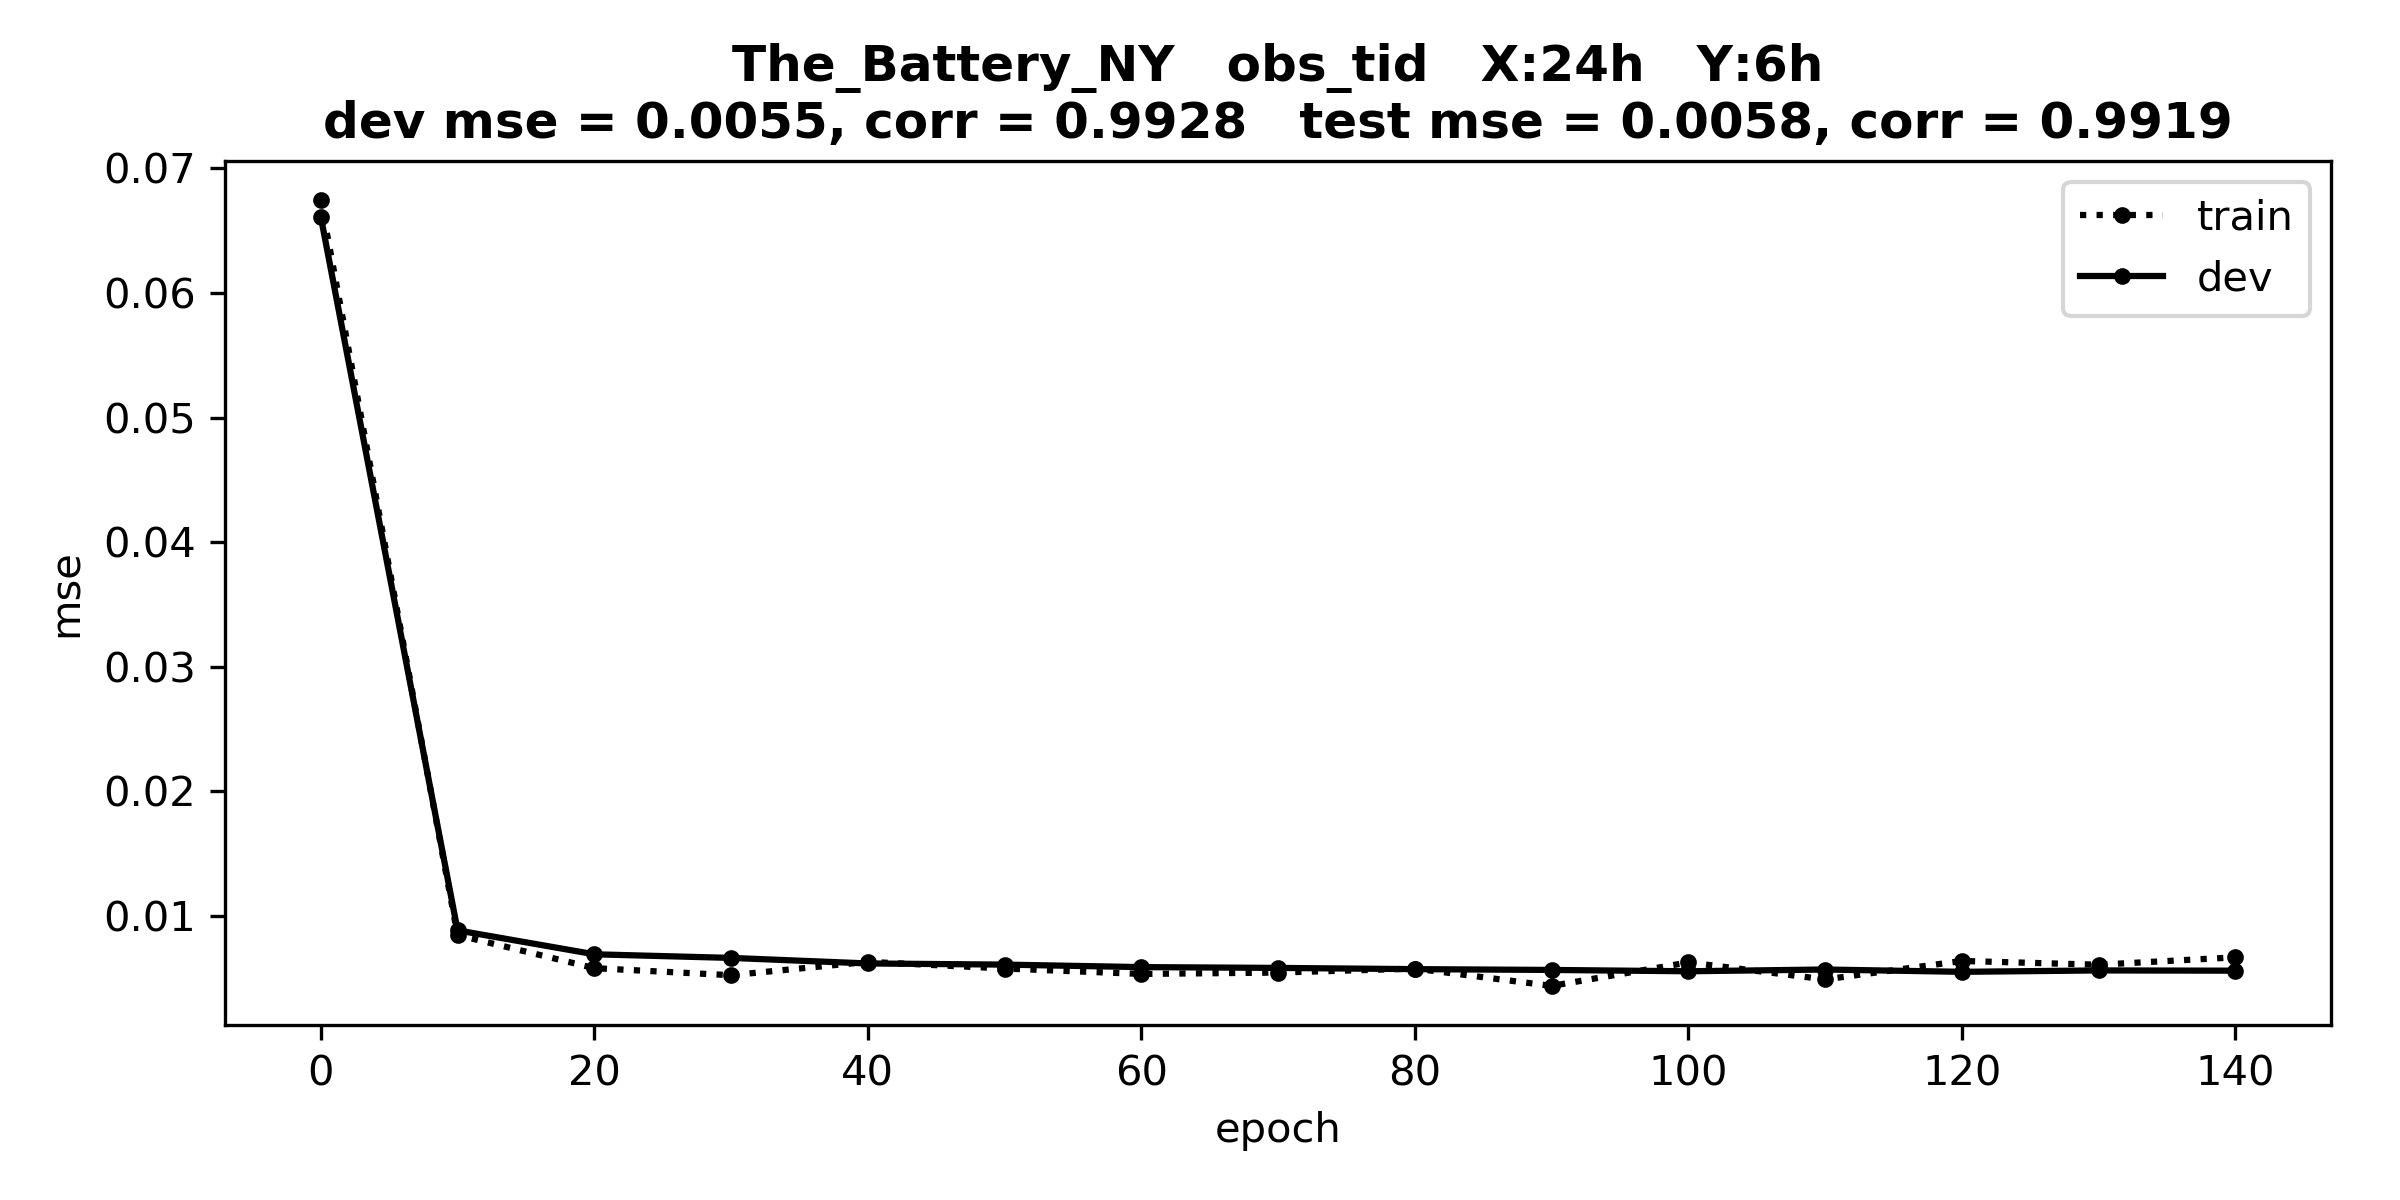 The_Battery_NY   obs_tid   X:24h   Y:6h
dev mse = 0.0055, corr = 0.9928   test mse = 0.0058, corr = 0.9919
0.07
0.06
0.05
0.04
0.03
0.02
0.01
mse
train
dev
0 20 40 60 80 100 120 140
epoch